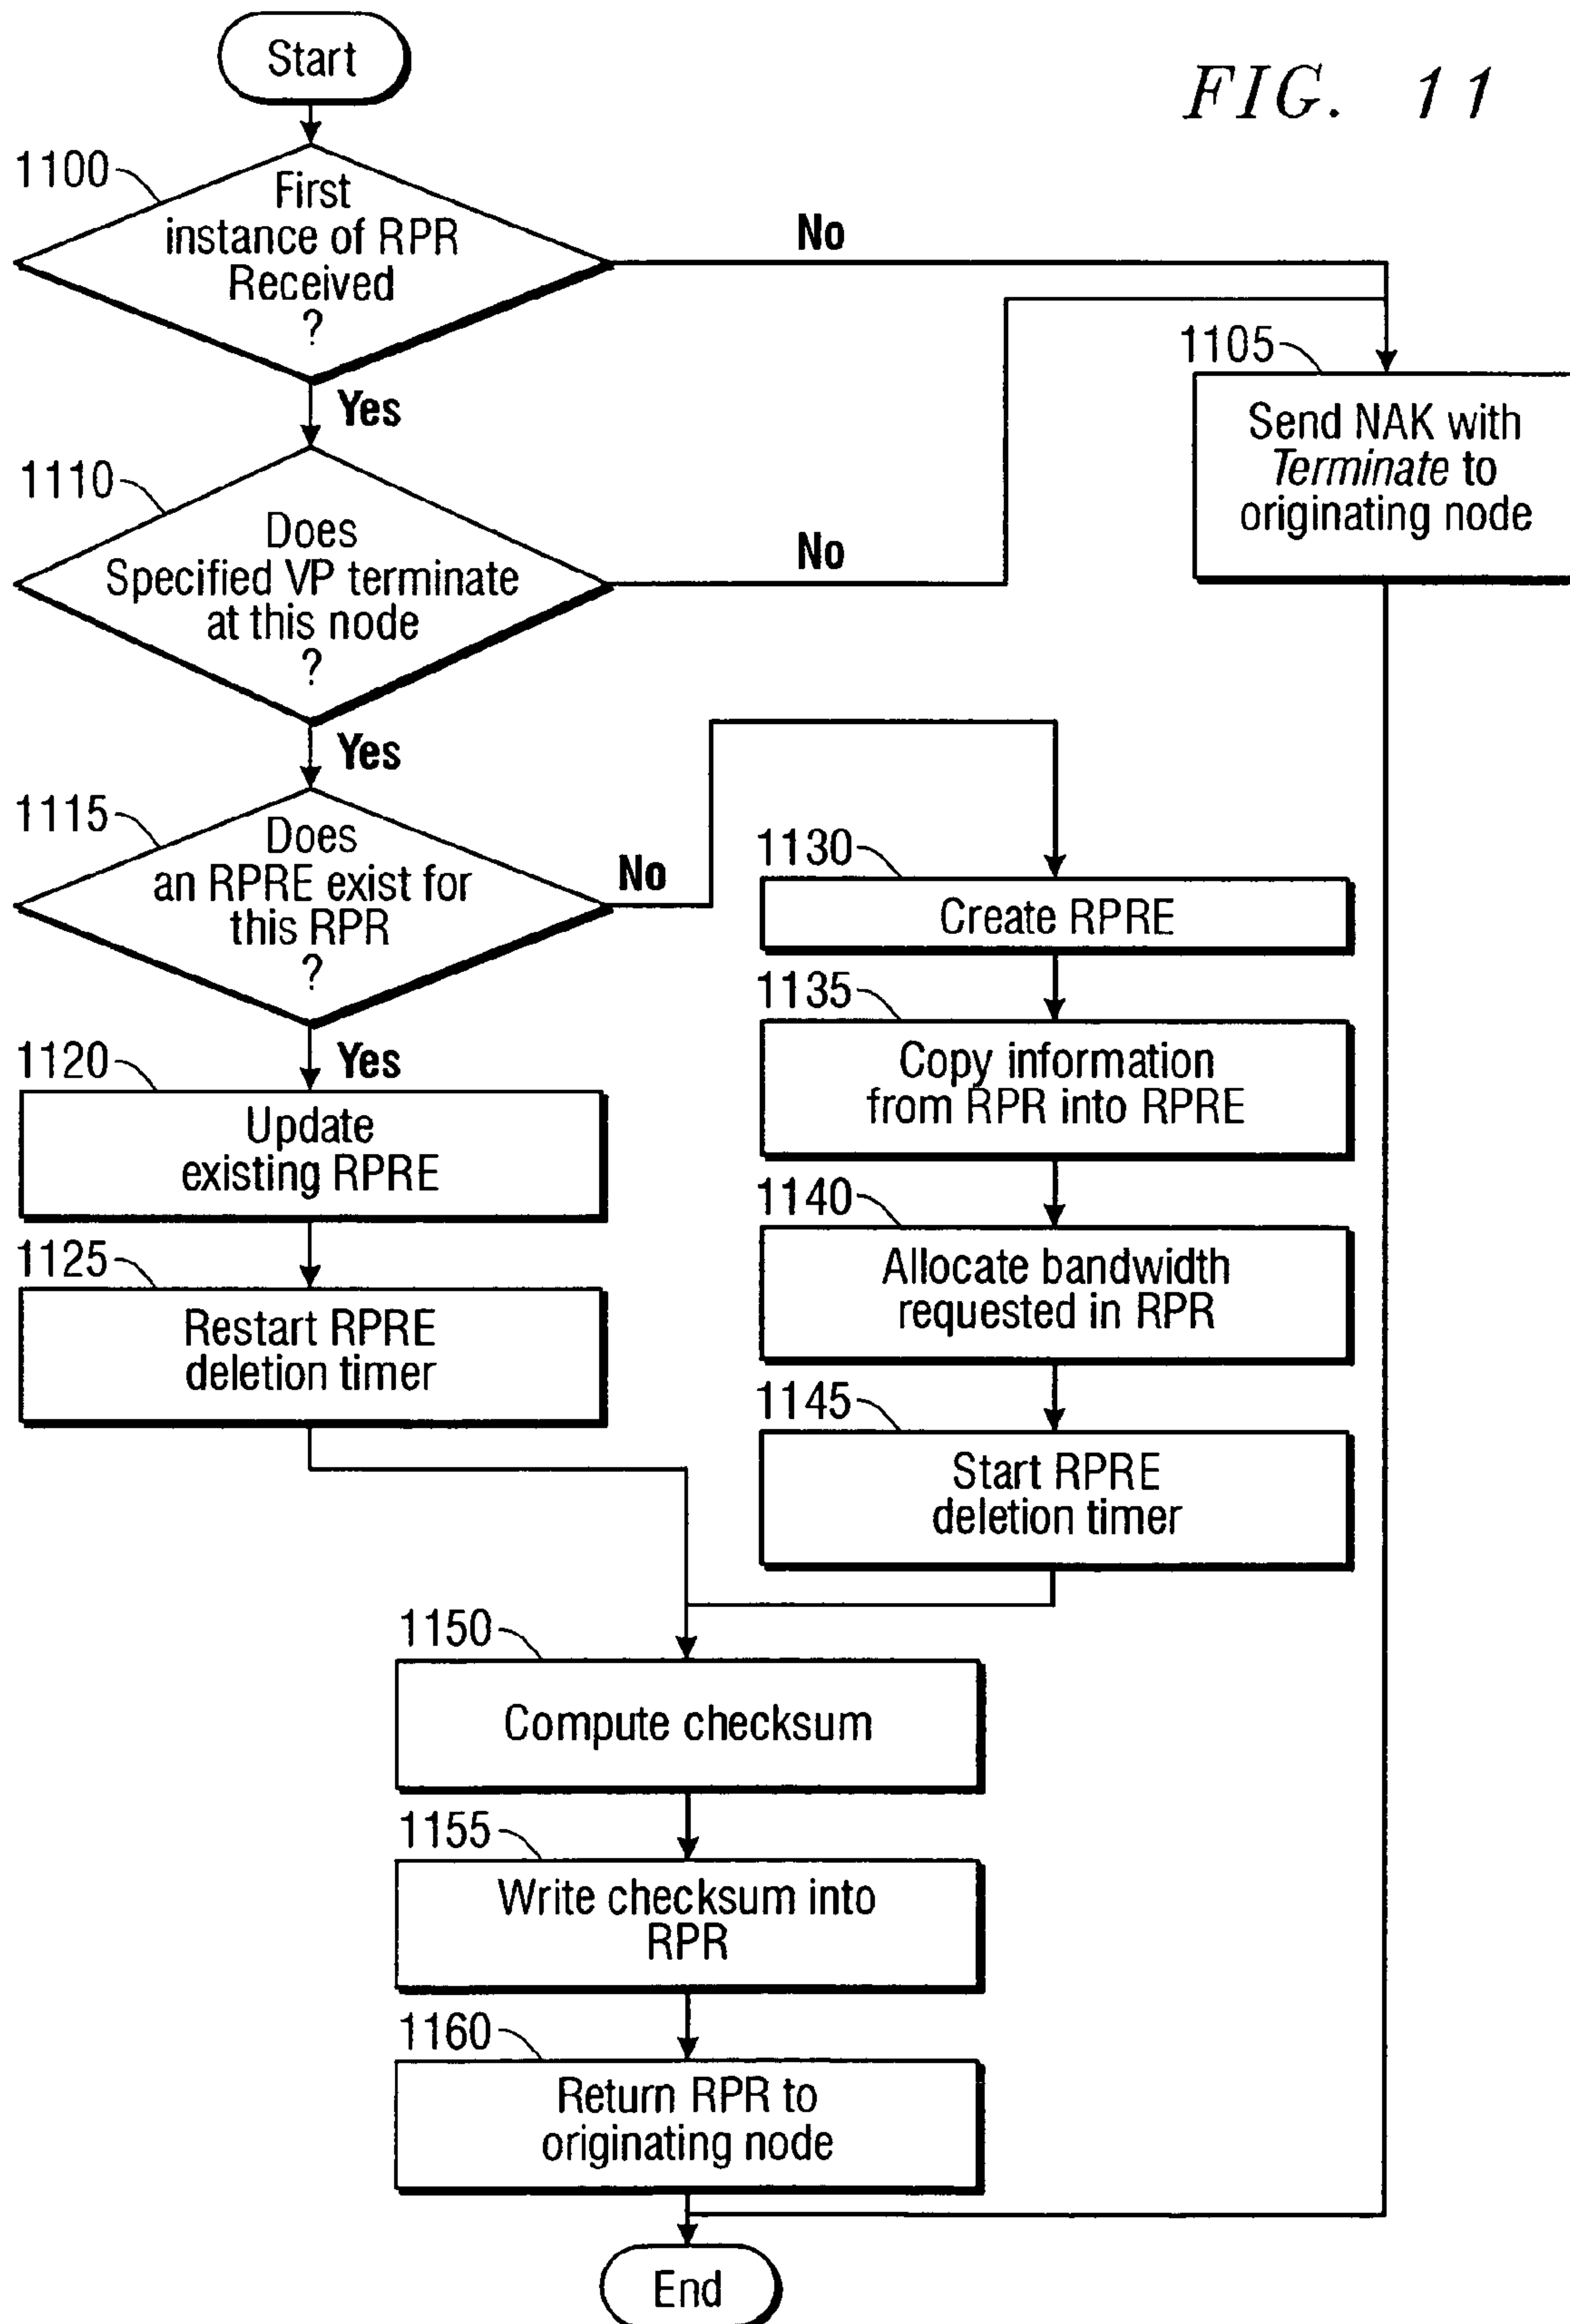 Start
FIG. 11
1100
First
instance of RPR
Received
?
No
Yes
1105
Send NAK with
Terminate to
originating node
1110
Does
Specified VP terminate
at this node
?
No
Yes
1115
Does
an RPRE exist for
this RPR
?
No
Yes
1130
Create RPRE
1135
Copy information
from RPR into RPRE
1120
Update
existing RPRE
1140
Allocate bandwidth
requested in RPR
1125
Restart RPRE
deletion timer
1145
Start RPRE
deletion timer
1150
Compute checksum
1155
Write checksum into
RPR
1160
Return RPR to
originating node
End